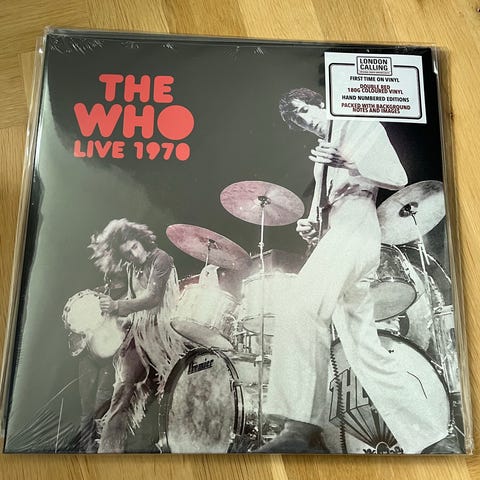 THE
WHO
LIVE 1970
LONDON
CALLING
FIRST TIME ON VINYL
DOUBLE RED
180G COLOURED VINYL
HAND NUMBERED EDITIONS
PACKED WITH BACKGROUND
NOTES AND IMAGES
Premier